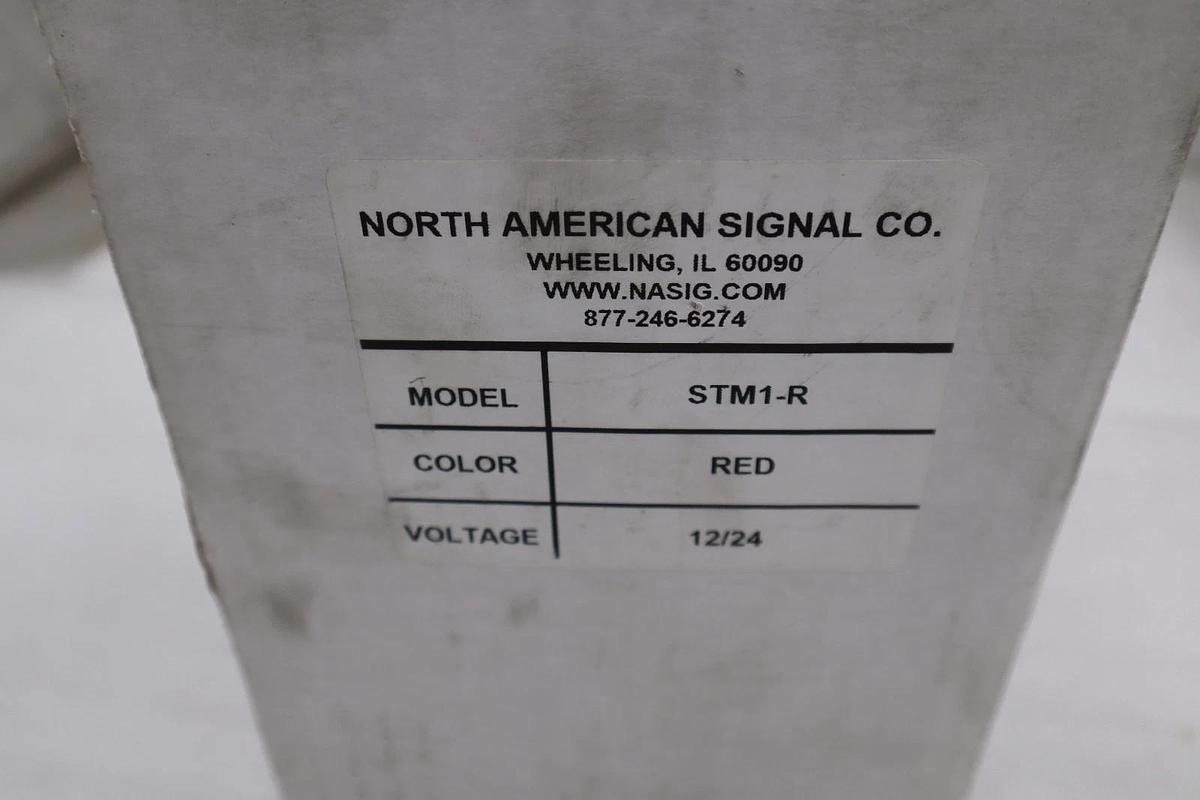 NORTH AMERICAN SIGNAL CO.
WHEELING, IL 60090
WWW.NASIG.COM
877-246-6274
MODEL STM1-R
COLOR RED
VOLTAGE 12/24